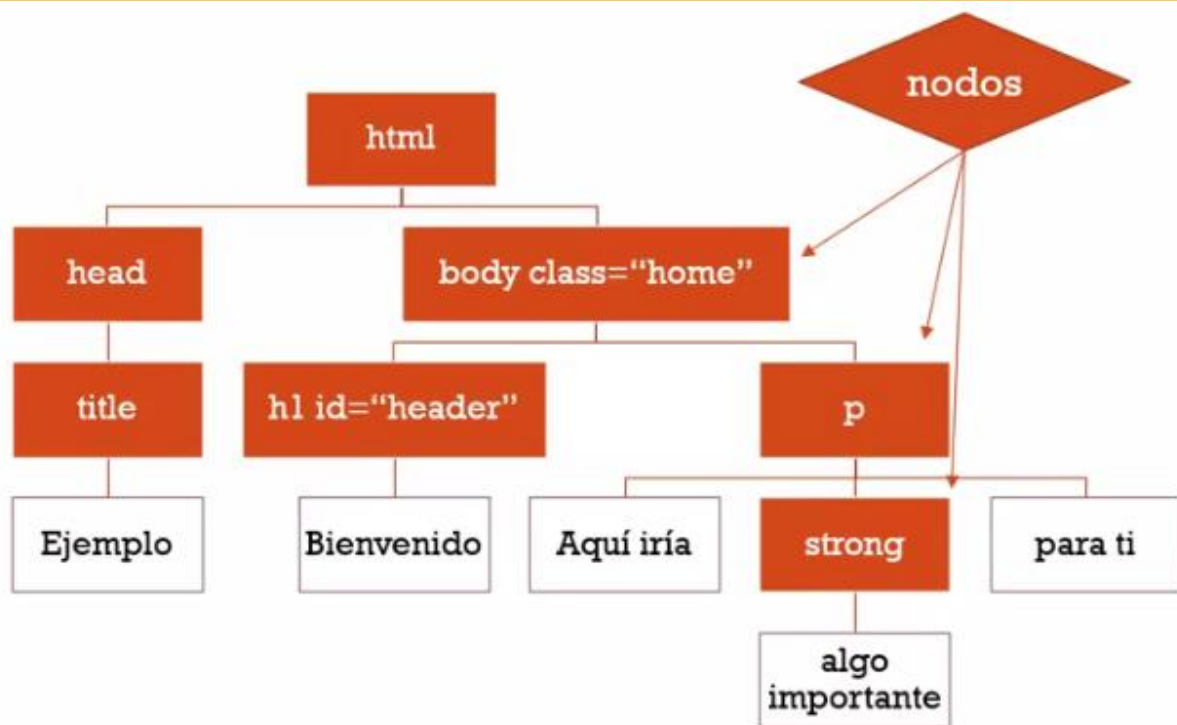 nodos
html
head
body class=“home”
title
h1 id=“header”
p
Ejemplo
Bienvenido
Aquí iría
strong
para ti
algo
importante